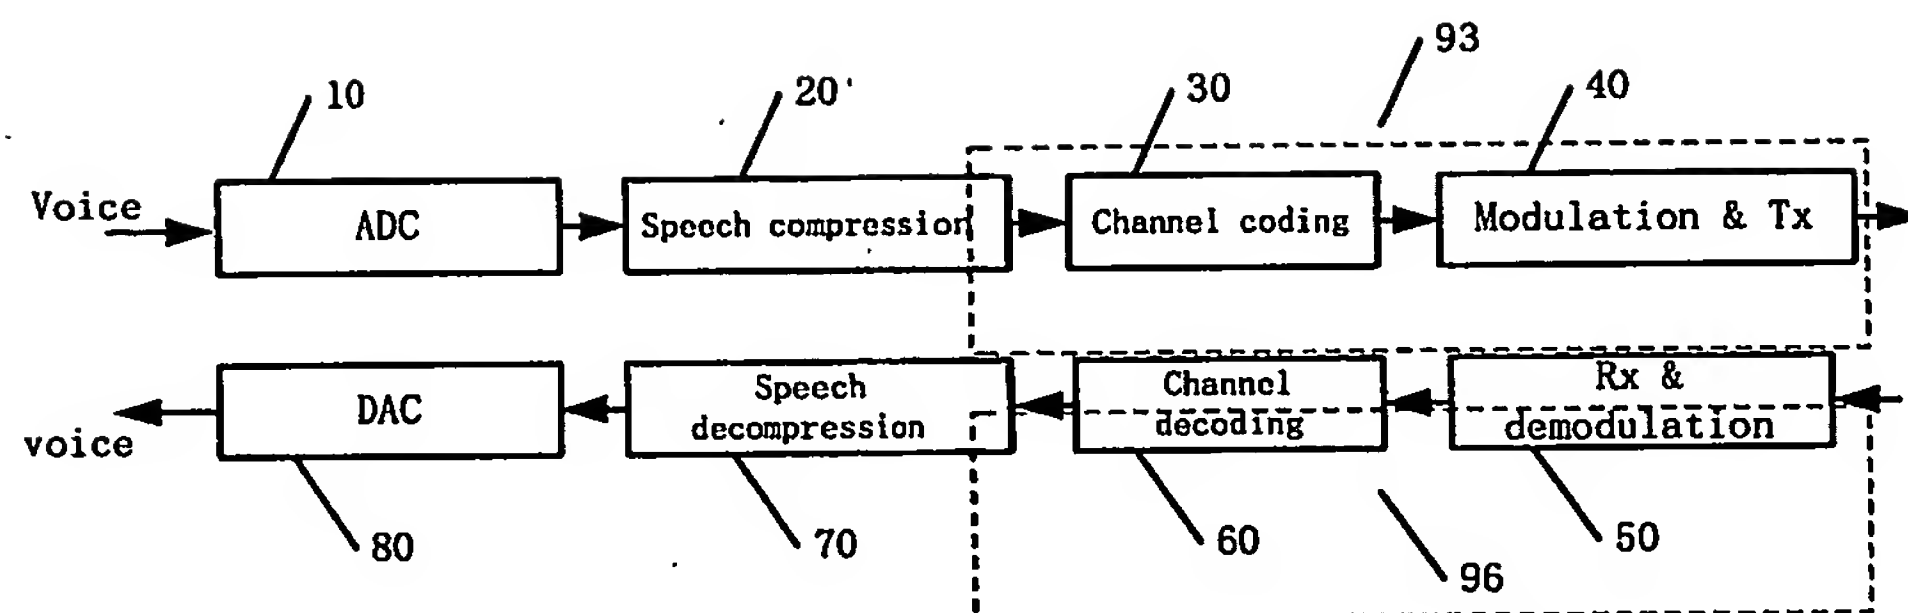 93
10
20
30
40
Voice
ADC
Speech compression
Channel coding
Modulation & Tx
voice
DAC
Speech
decompression
Channel
decoding
Rx &
demodulation
80
70
60
50
96